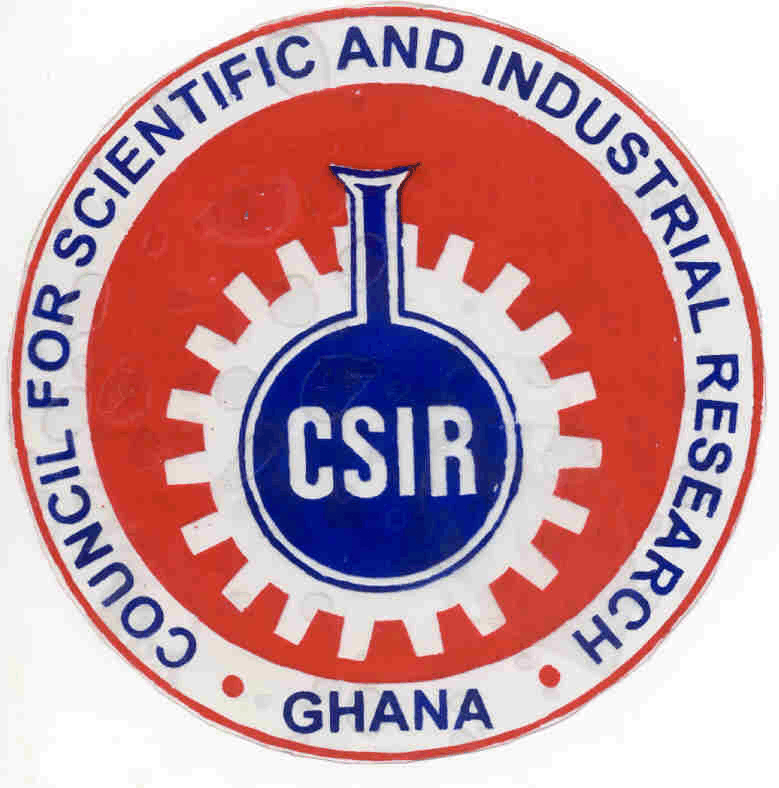 COUNCIL FOR SCIENTIFIC AND INDUSTRIAL RESEARCH
CSIR
• GHANA •